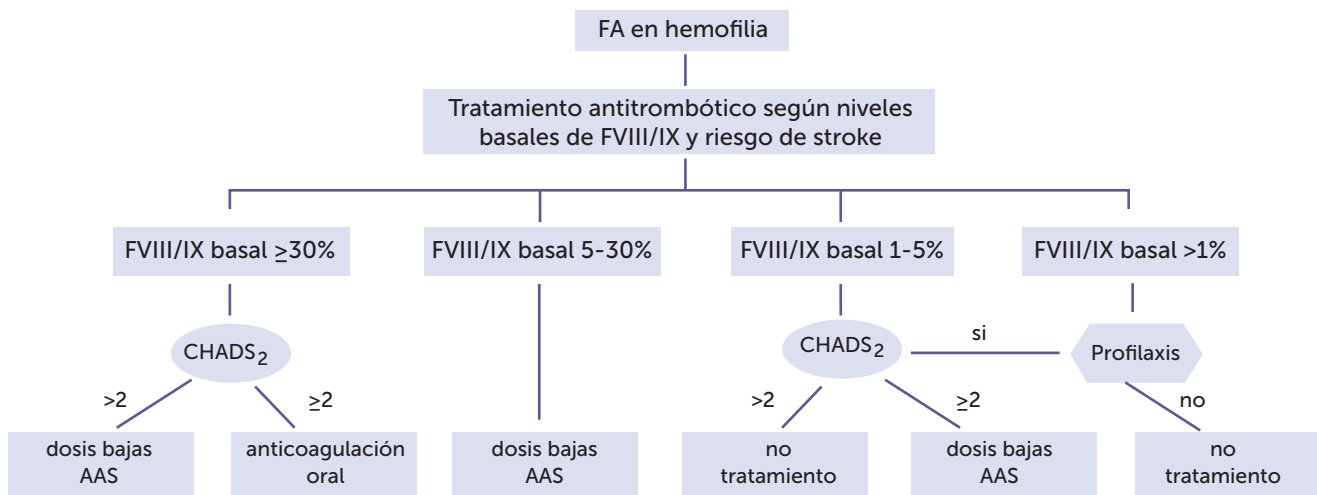 FA en hemofilia
Tratamiento antitrombótico según niveles
basales de FVIII/IX y riesgo de stroke
FVIII/IX basal ≥30%
FVIII/IX basal 5-30%
FVIII/IX basal 1-5%
FVIII/IX basal >1%
CHADS₂
CHADS₂
si
Profilaxis
>2
≥2
>2
≥2
no
dosis bajas
AAS
anticoagulación
oral
dosis bajas
AAS
no
tratamiento
dosis bajas
AAS
no
tratamiento